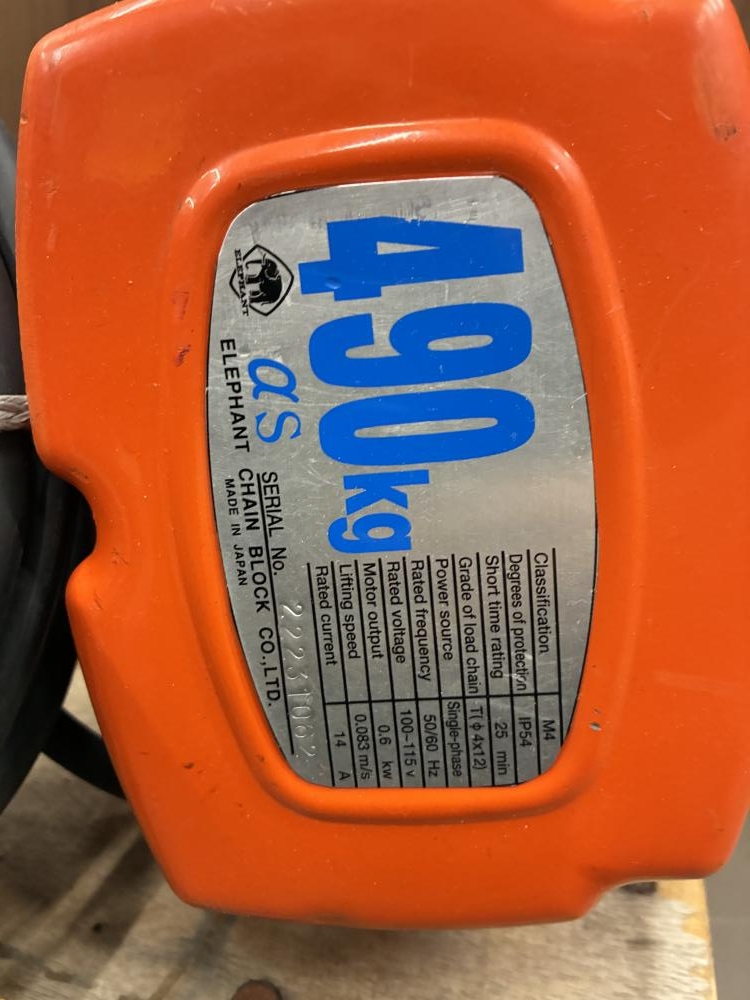 490kg
Classification M4
Degrees of protection IP54
Short time rating 25 min
Grade of load chain T(φ4x12)
Power source Single-phase
Rated frequency 50/60 Hz
Rated voltage 100~115 v
Motor output 0.6 kw
Lifting speed 0.083 m/s
Rated current 14 A
ELEPHANT
αS
SERIAL No. 22231062
ELEPHANT CHAIN BLOCK CO.,LTD.
MADE IN JAPAN